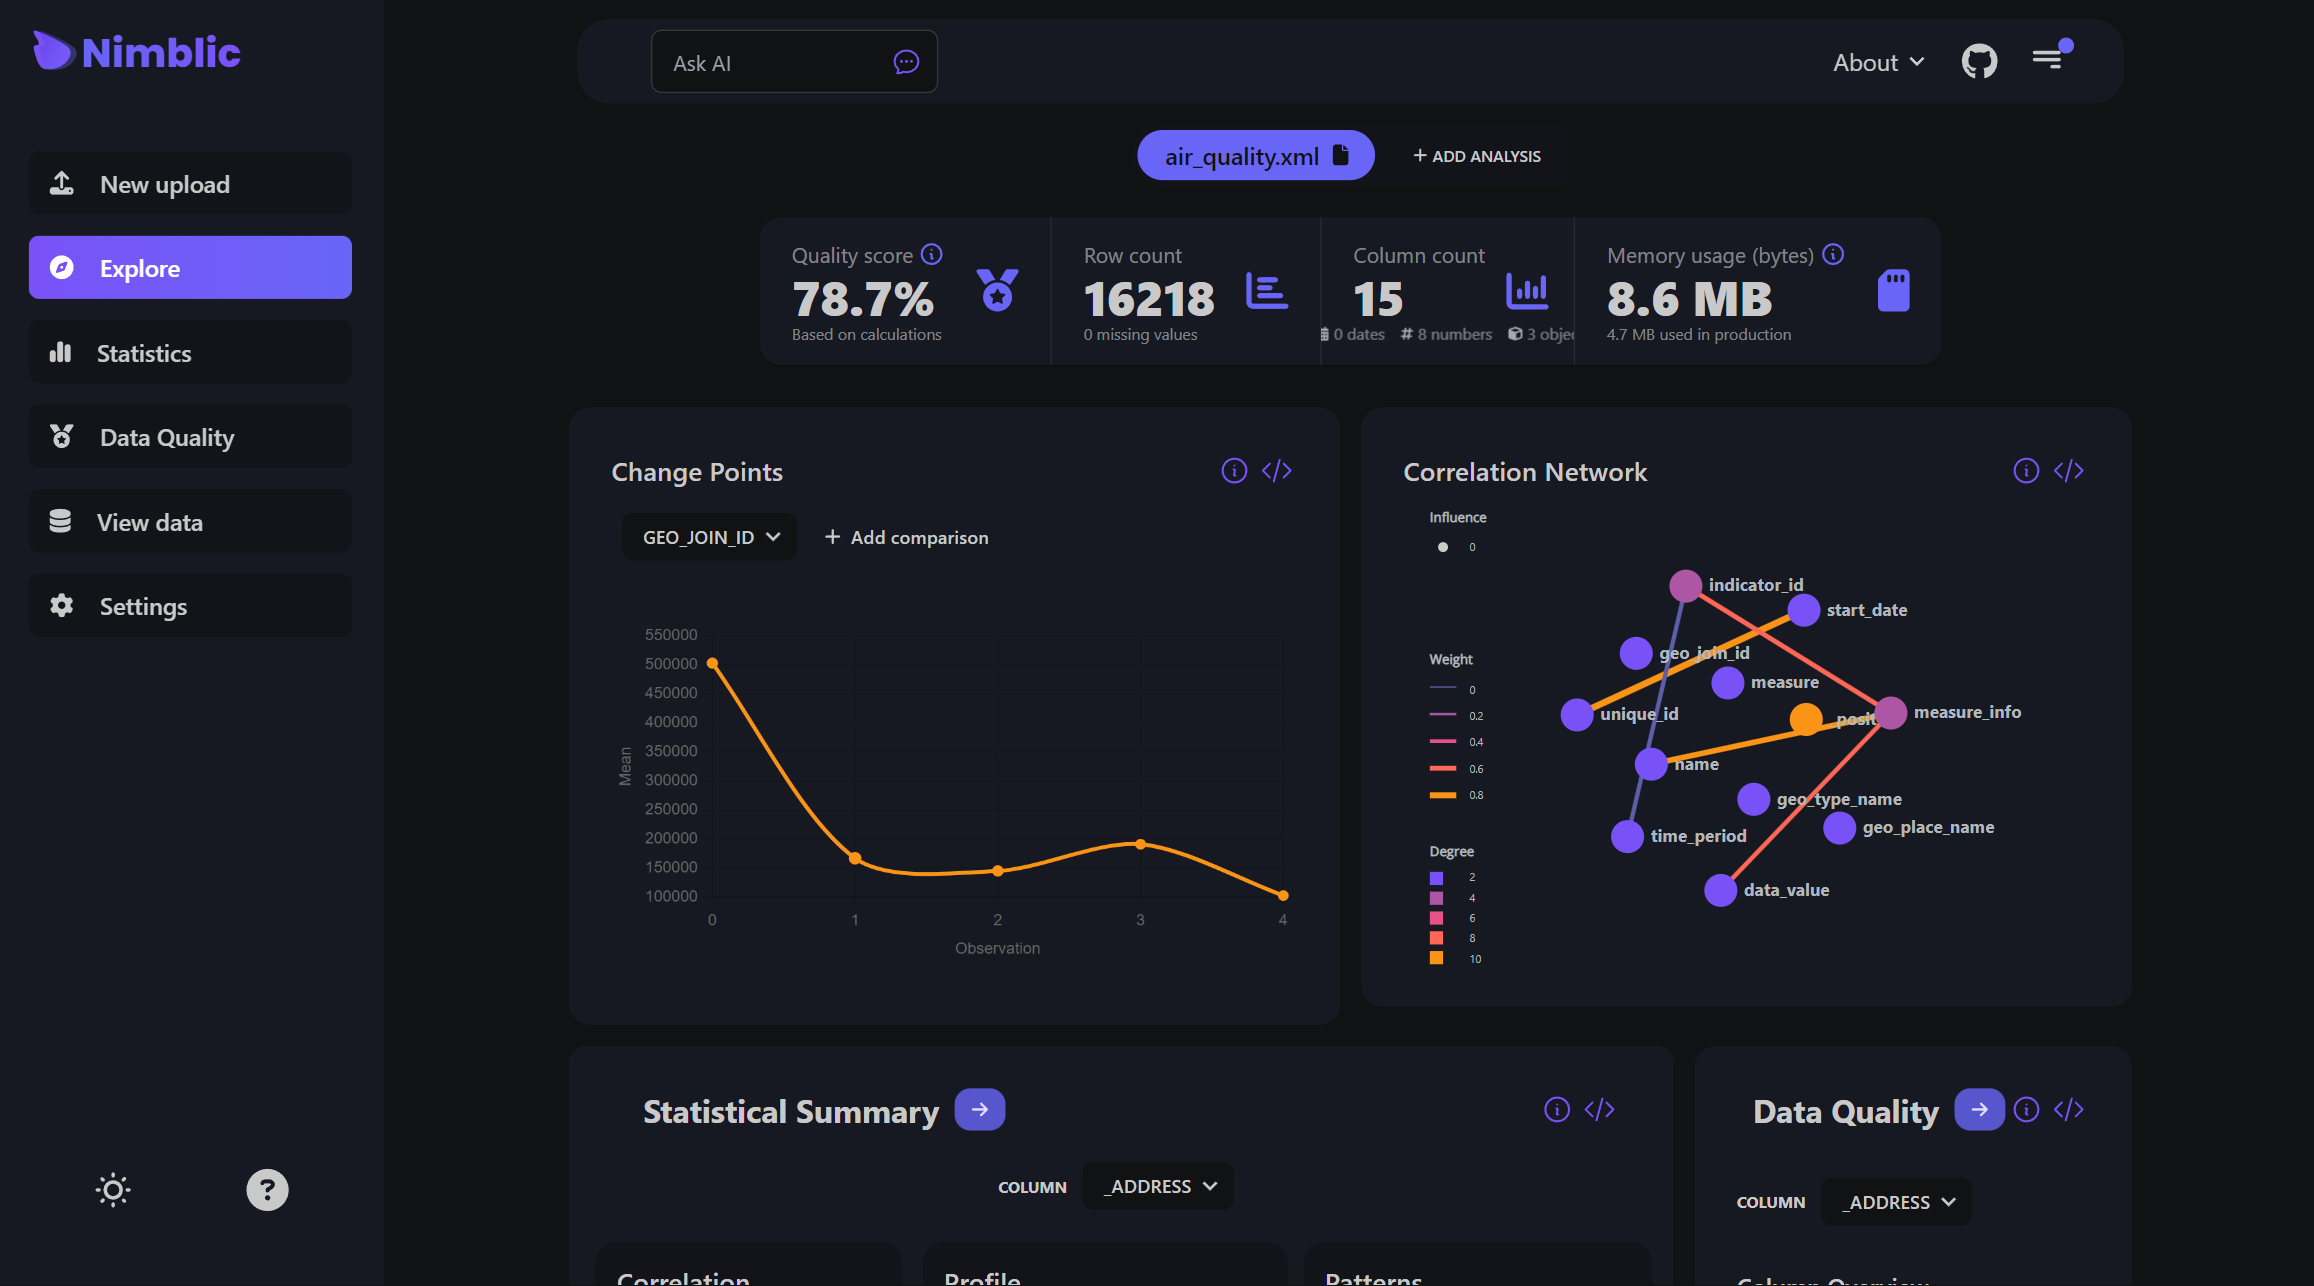 Nimblic
New upload
Explore
Statistics
Data Quality
View data
Settings
?
Ask AI
About
air_quality.xml
+ ADD ANALYSIS
Quality score
78.7%
Based on calculations
Row count
16218
0 missing values
Column count
15
0 dates # 8 numbers 3 objec
Memory usage (bytes)
8.6 MB
4.7 MB used in production
Change Points
GEO_JOIN_ID
+ Add comparison
Mean
550000
500000
450000
400000
350000
300000
250000
200000
150000
100000
0 1 2 3 4
Observation
Correlation Network
Influence
0
Weight
0
0.2
0.4
0.6
0.8
Degree
2
4
6
8
10
indicator_id
start_date
geo_join_id
measure
unique_id
posit
measure_info
name
geo_type_name
geo_place_name
time_period
data_value
Statistical Summary
COLUMN _ADDRESS
Correlation
Profile
Patterns
Data Quality
COLUMN _ADDRESS
Column Overview